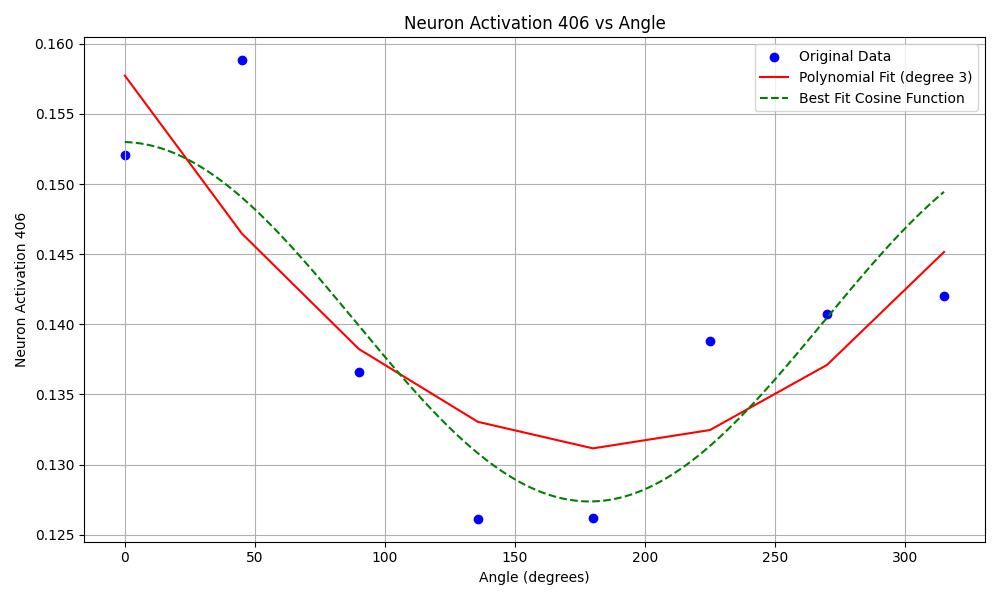 Neuron Activation 406 vs Angle
Original Data
Polynomial Fit (degree 3)
Best Fit Cosine Function
Neuron Activation 406
0.160
0.155
0.150
0.145
0.140
0.135
0.130
0.125
0
50
100
150
200
250
300
Angle (degrees)